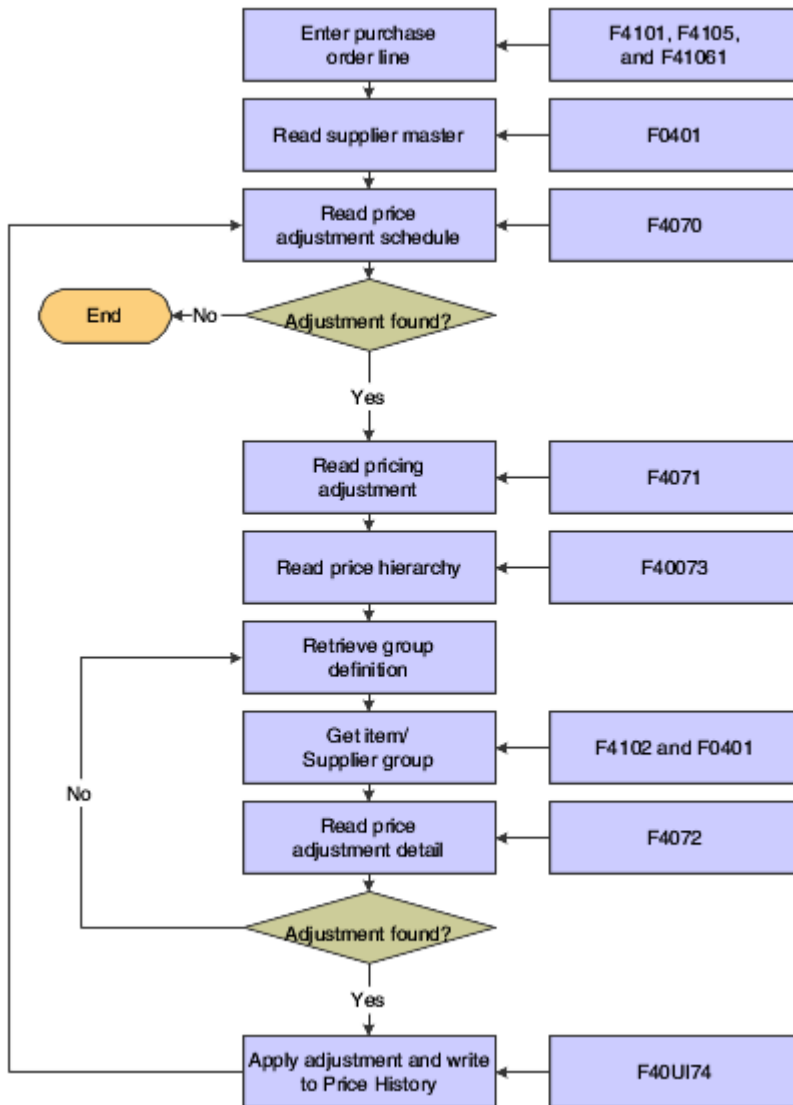 Enter purchase
order line
F4101, F4105,
and F41061
Read supplier master
F0401
Read price
adjustment schedule
F4070
End
No
Adjustment found?
Yes
Read pricing
adjustment
F4071
Read price hierarchy
F40073
Retrieve group
definition
Get item/
Supplier group
F4102 and F0401
No
Read price
adjustment detail
F4072
Adjustment found?
Yes
Apply adjustment and write
to Price History
F40UI74